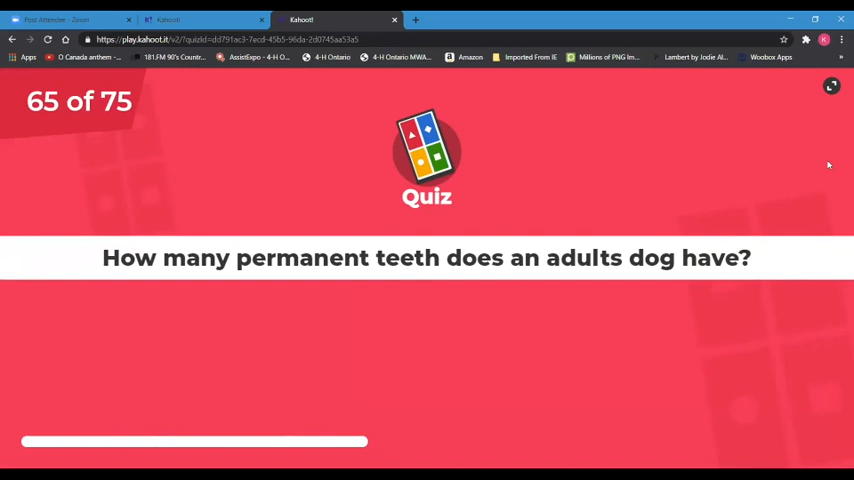 Post Attendee - Zoom
Kahoot!
Kahoot!
https://play.kahoot.it/v2/?quizId=dd791ac3-7ecd-45b5-96da-2d0745aa53a5
K
Apps
O Canada anthem -...
181.FM 90's Countr...
AssistExpo - 4-H O...
4-H Ontario
4-H Ontario MWA...
Amazon
Imported From IE
Millions of PNG Im...
Lambert by Jodie Al...
Woobox Apps
»
65 of 75
Quiz
How many permanent teeth does an adults dog have?